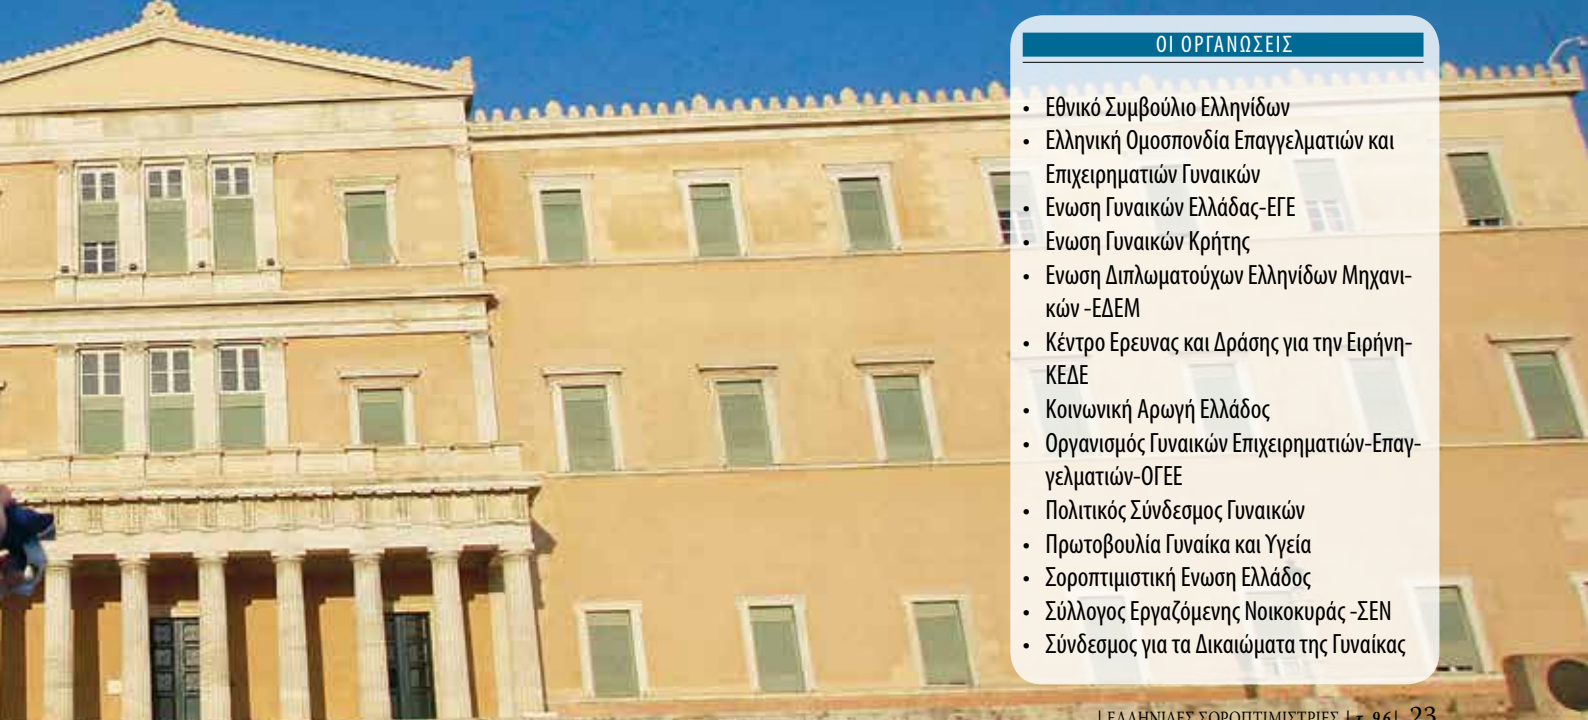 ΟΙ ΟΡΓΑΝΩΣΕΙΣ
• Εθνικό Συμβούλιο Ελληνίδων
• Ελληνική Ομοσπονδία Επαγγελματιών και
Επιχειρηματιών Γυναικών
• Ενωση Γυναικών Ελλάδας-ΕΓΕ
• Ενωση Γυναικών Κρήτης
• Ενωση Διπλωματούχων Ελληνίδων Μηχανι-
κών -ΕΔΕΜ
• Κέντρο Ερευνας και Δράσης για την Ειρήνη-
ΚΕΔΕ
• Κοινωνική Αρωγή Ελλάδος
• Οργανισμός Γυναικών Επιχειρηματιών-Επαγ-
γελματιών-ΟΓΕΕ
• Πολιτικός Σύνδεσμος Γυναικών
• Πρωτοβουλία Γυναίκα και Υγεία
• Σοροπτιμιστική Ενωση Ελλάδος
• Σύλλογος Εργαζόμενης Νοικοκυράς -ΣΕΝ
• Σύνδεσμος για τα Δικαιώματα της Γυναίκας
| ΕΛΛΗΝΙΔΕΣ ΣΟΡΟΠΤΙΜΙΣΤΡΙΕΣ | τ. 96 | 23